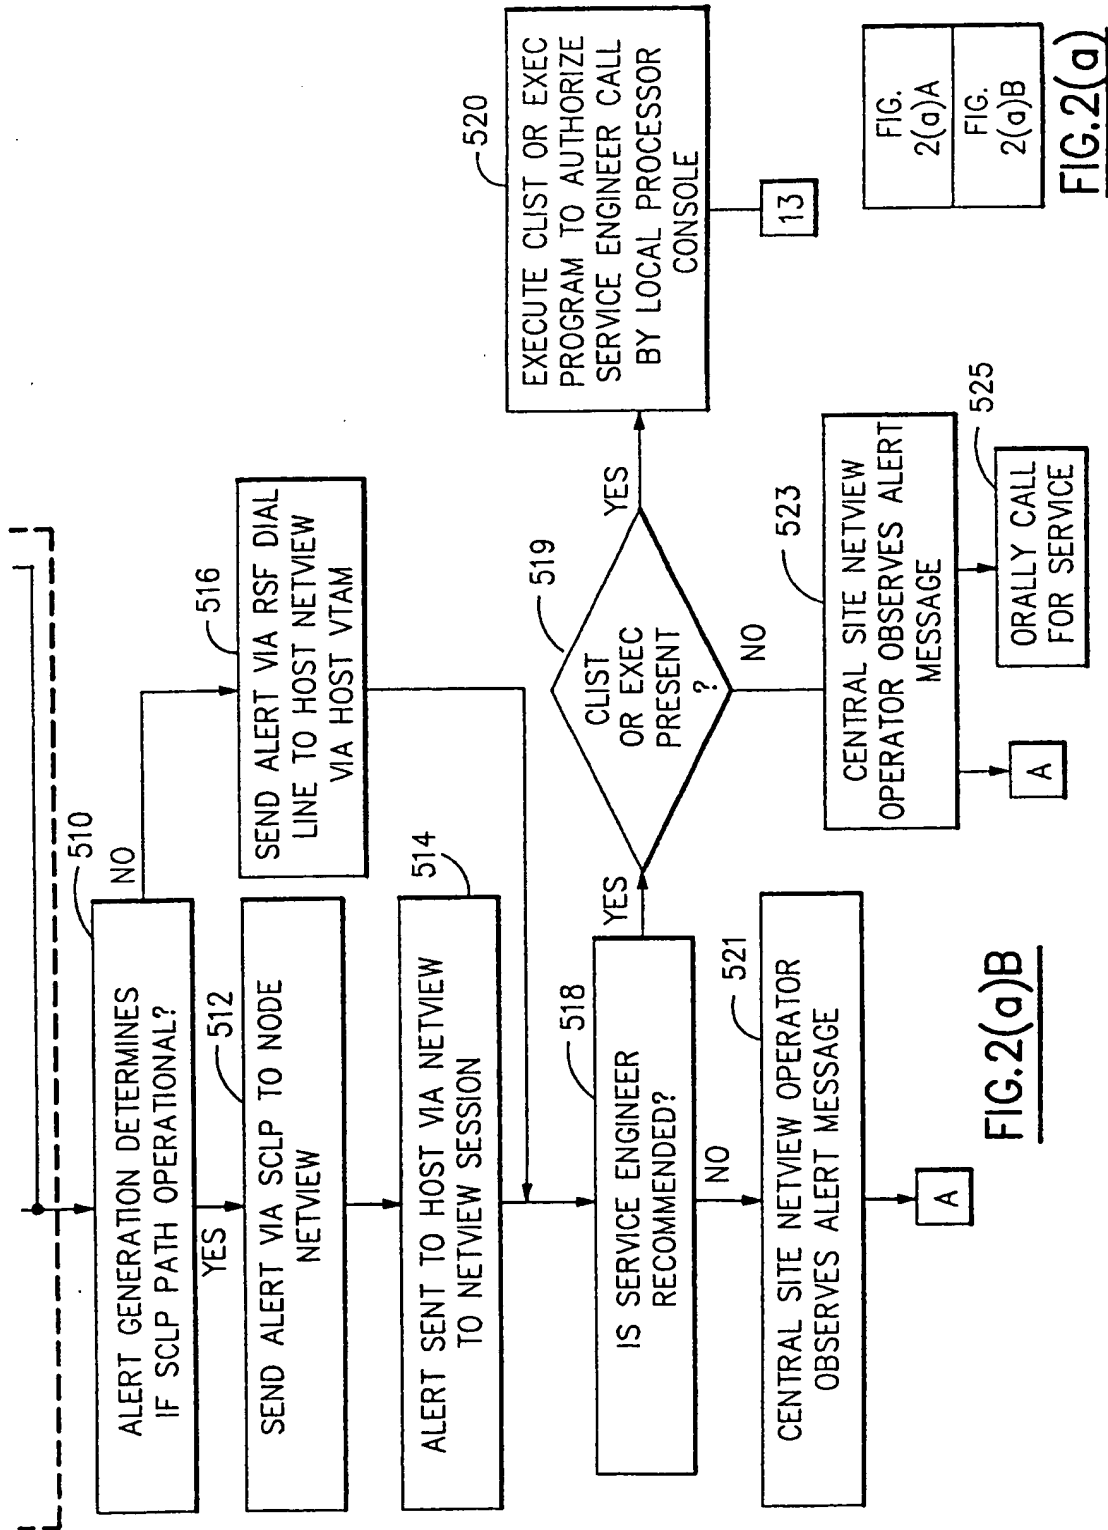 510
ALERT GENERATION DETERMINES
IF SCLP PATH OPERATIONAL?
NO
YES
512
SEND ALERT VIA SCLP TO NODE
NETVIEW
516
SEND ALERT VIA RSF DIAL
LINE TO HOST NETVIEW
VIA HOST VTAM
514
ALERT SENT TO HOST VIA NETVIEW
TO NETVIEW SESSION
518
IS SERVICE ENGINEER
RECOMMENDED?
YES
NO
519
CLIST
OR EXEC
PRESENT
?
YES
NO
520
EXECUTE CLIST OR EXEC
PROGRAM TO AUTHORIZE
SERVICE ENGINEER CALL
BY LOCAL PROCESSOR
CONSOLE
13
521
CENTRAL SITE NETVIEW OPERATOR
OBSERVES ALERT MESSAGE
A
523
CENTRAL SITE NETVIEW
OPERATOR OBSERVES ALERT
MESSAGE
A
525
ORALLY CALL
FOR SERVICE
FIG.2(a)B
FIG.
2(a)A
FIG.
2(a)B
FIG.2(a)